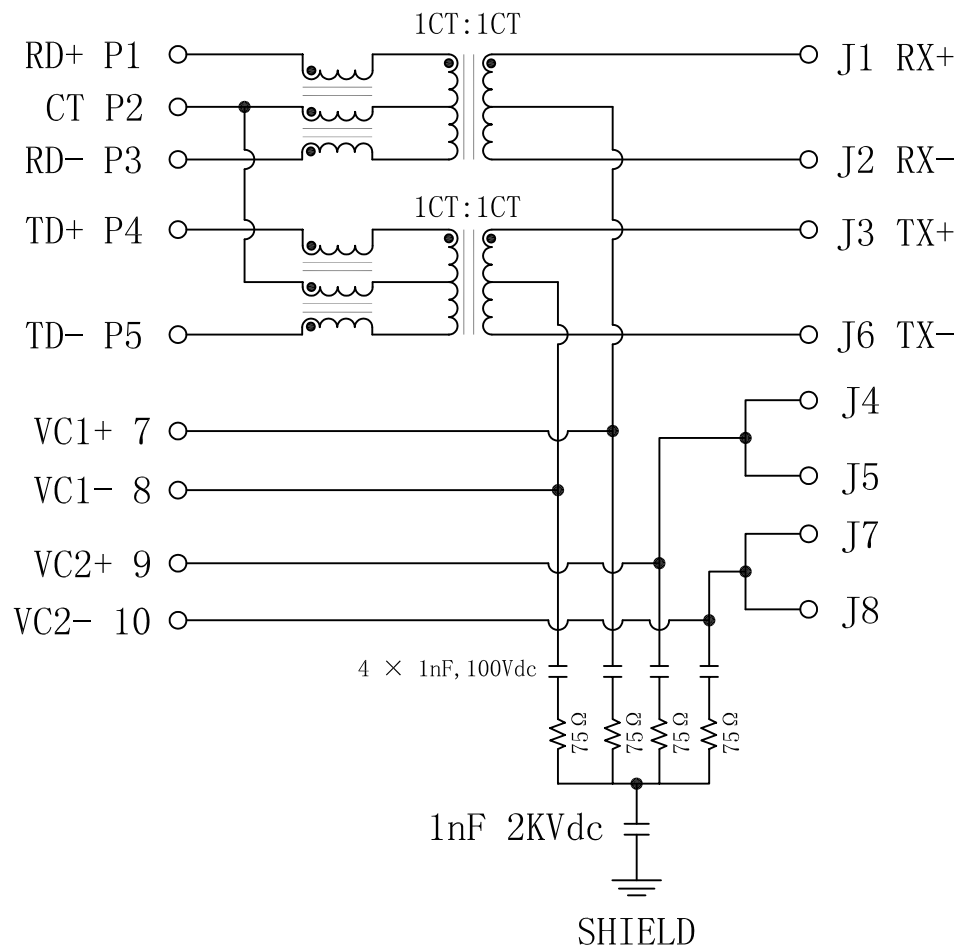 1CT:1CT
RD+ P1
J1 RX+
CT P2
RD- P3
J2 RX-
1CT:1CT
TD+ P4
J3 TX+
TD- P5
J6 TX-
J4
VC1+ 7
J5
VC1- 8
J7
VC2+ 9
J8
VC2- 10
4 × 1nF,100Vdc
75Ω
75Ω
75Ω
75Ω
1nF 2KVdc
SHIELD